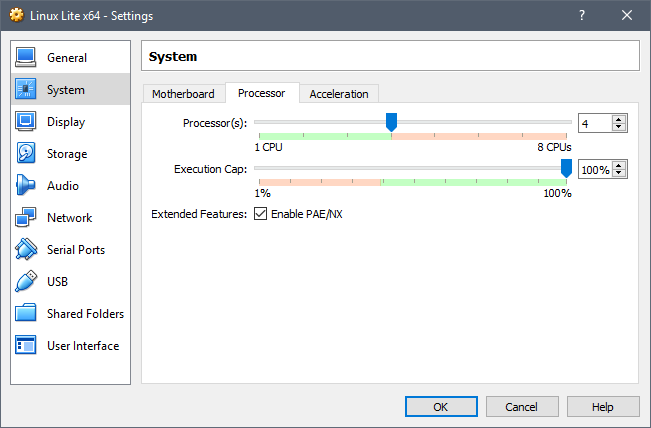 Linux Lite x64 - Settings
?
General
System
Display
Storage
Audio
Network
Serial Ports
USB
Shared Folders
User Interface
System
Motherboard Processor Acceleration
Processor(s): 4
1 CPU 8 CPUs
Execution Cap: 100%
1% 100%
Extended Features: Enable PAE/NX
OK Cancel Help